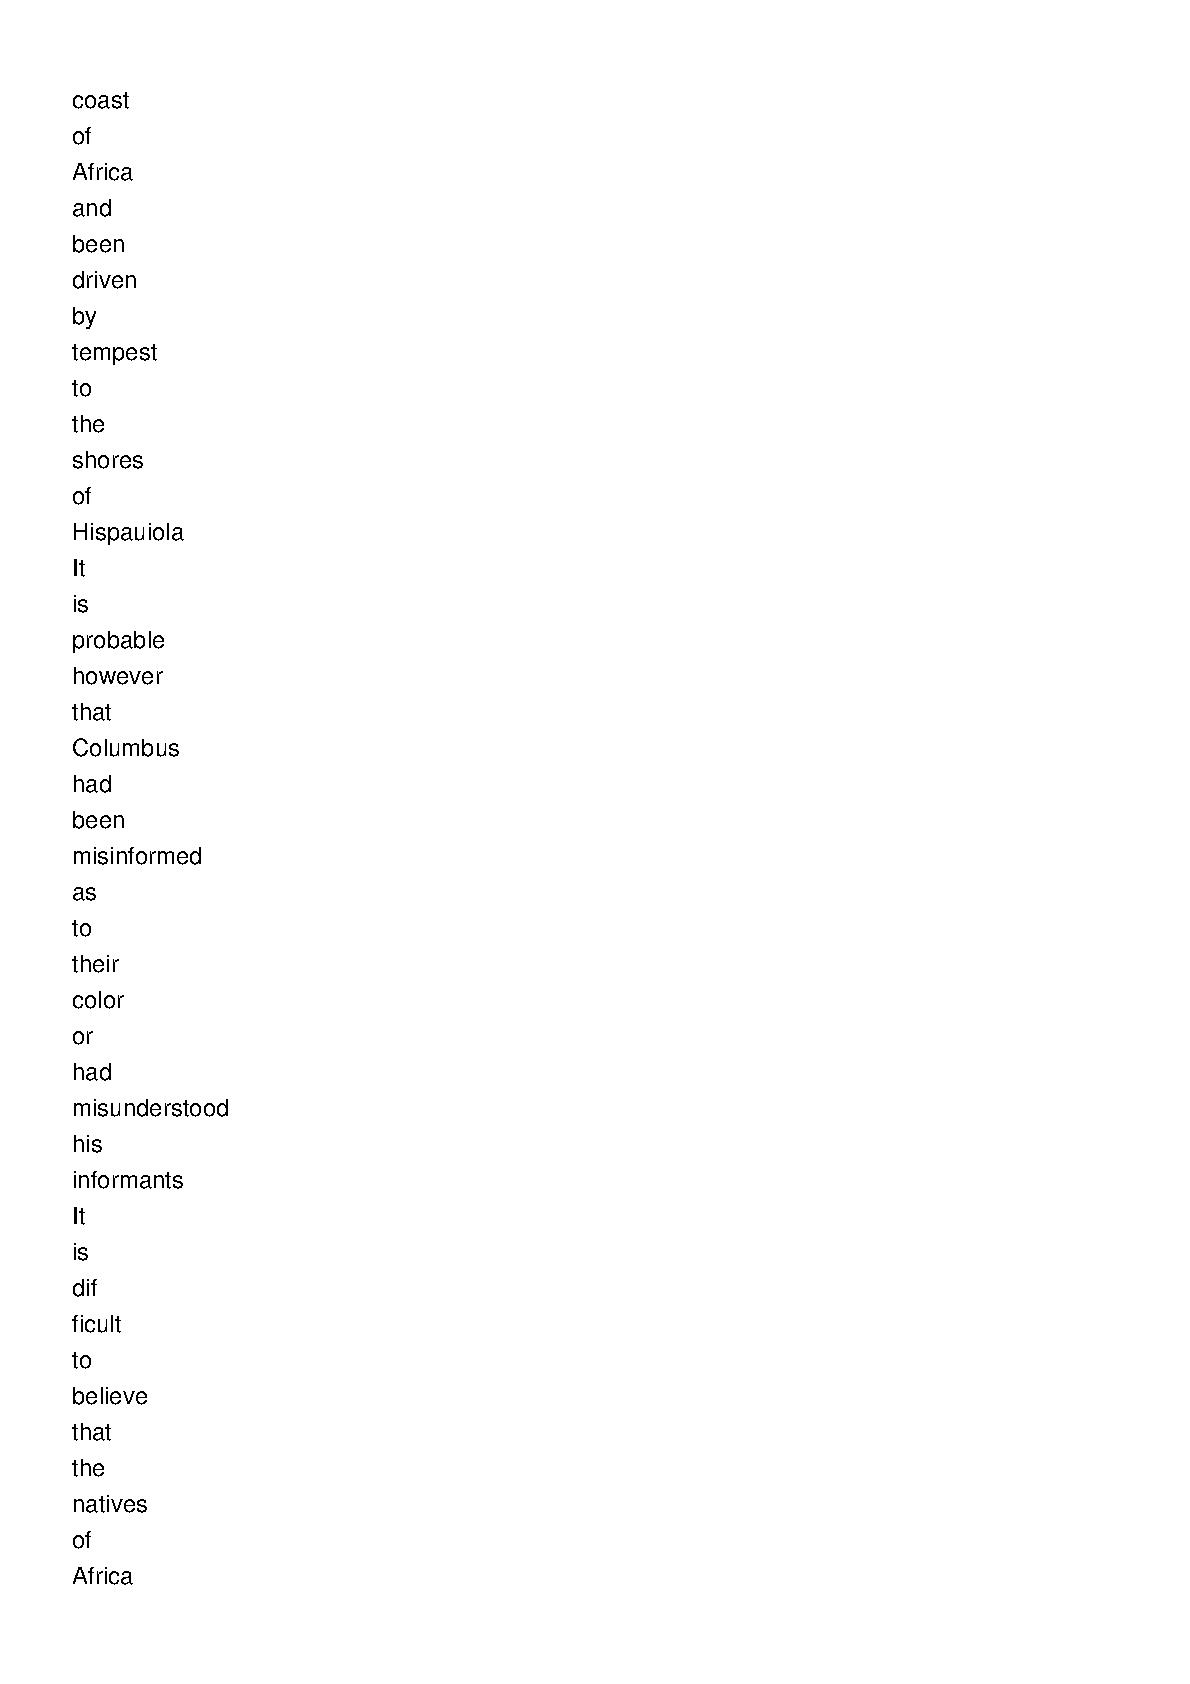 coast
of
Africa
and
been
driven
by
tempest
to
the
shores
of
Hispauiola
It
is
probable
however
that
Columbus
had
been
misinformed
as
to
their
color
or
had
misunderstood
his
informants
It
is
dif
ficult
to
believe
that
the
natives
of
Africa